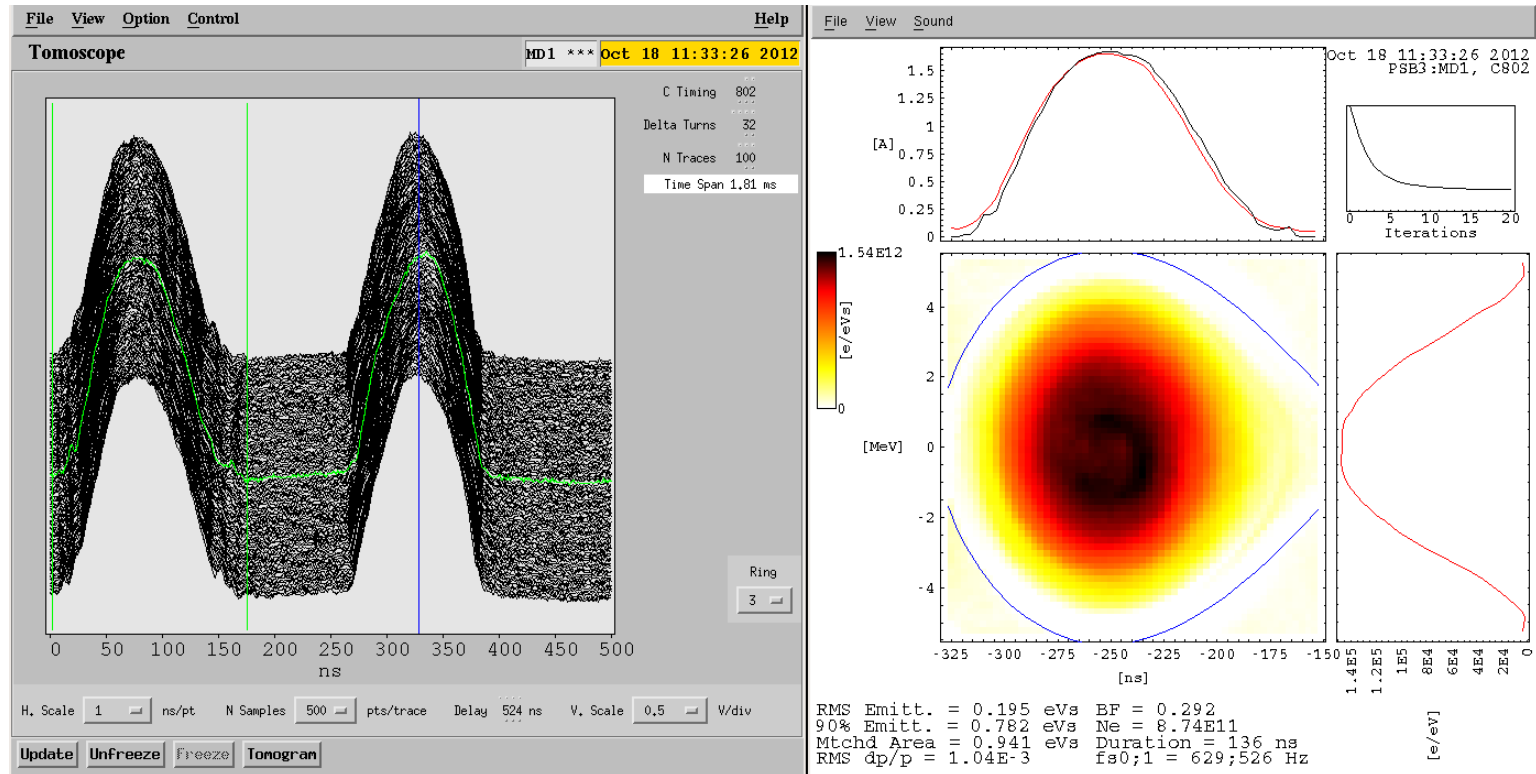 File View Option Control Help
Tomoscope MD1 *** Oct 18 11:33:26 2012
C Timing 802
Delta Turns 32
N Traces 100
Time Span 1.81 ms
Ring
3
0 50 100 150 200 250 300 350 400 450 500
ns
H. Scale 1 ns/pt N Samples 500 pts/trace Delay 524 ns V. Scale 0.5 V/div
Update Unfreeze Freeze Tomogram
File View Sound
Oct 18 11:33:26 2012
PSB3:MD1, C802
1.5
1.25
1
[A] 0.75
0.5
0.25
0
0 5 10 15 20
Iterations
1.54E12
[e/eVs]
0
4
2
[MeV] 0
-2
-4
-325 -300 -275 -250 -225 -200 -175 -150
[ns]
1.4E5
1.2E5
1E5
8E4
6E4
4E4
2E4
0
[e/eV]
RMS Emitt. = 0.195 eVs BF = 0.292
90% Emitt. = 0.782 eVs Ne = 8.74E11
Mtchd Area = 0.941 eVs Duration = 136 ns
RMS dp/p = 1.04E-3 fs0;1 = 629;526 Hz